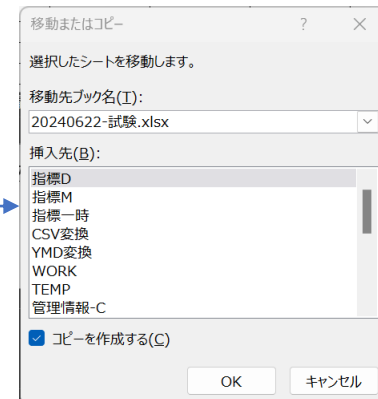 移動またはコピー ? ×
選択したシートを移動します。
移動先ブック名(T):
20240622-試験.xlsx
挿入先(B):
指標D
指標M
指標一時
CSV変換
YMD変換
WORK
TEMP
管理情報-C
コピーを作成する(C)
OK キャンセル